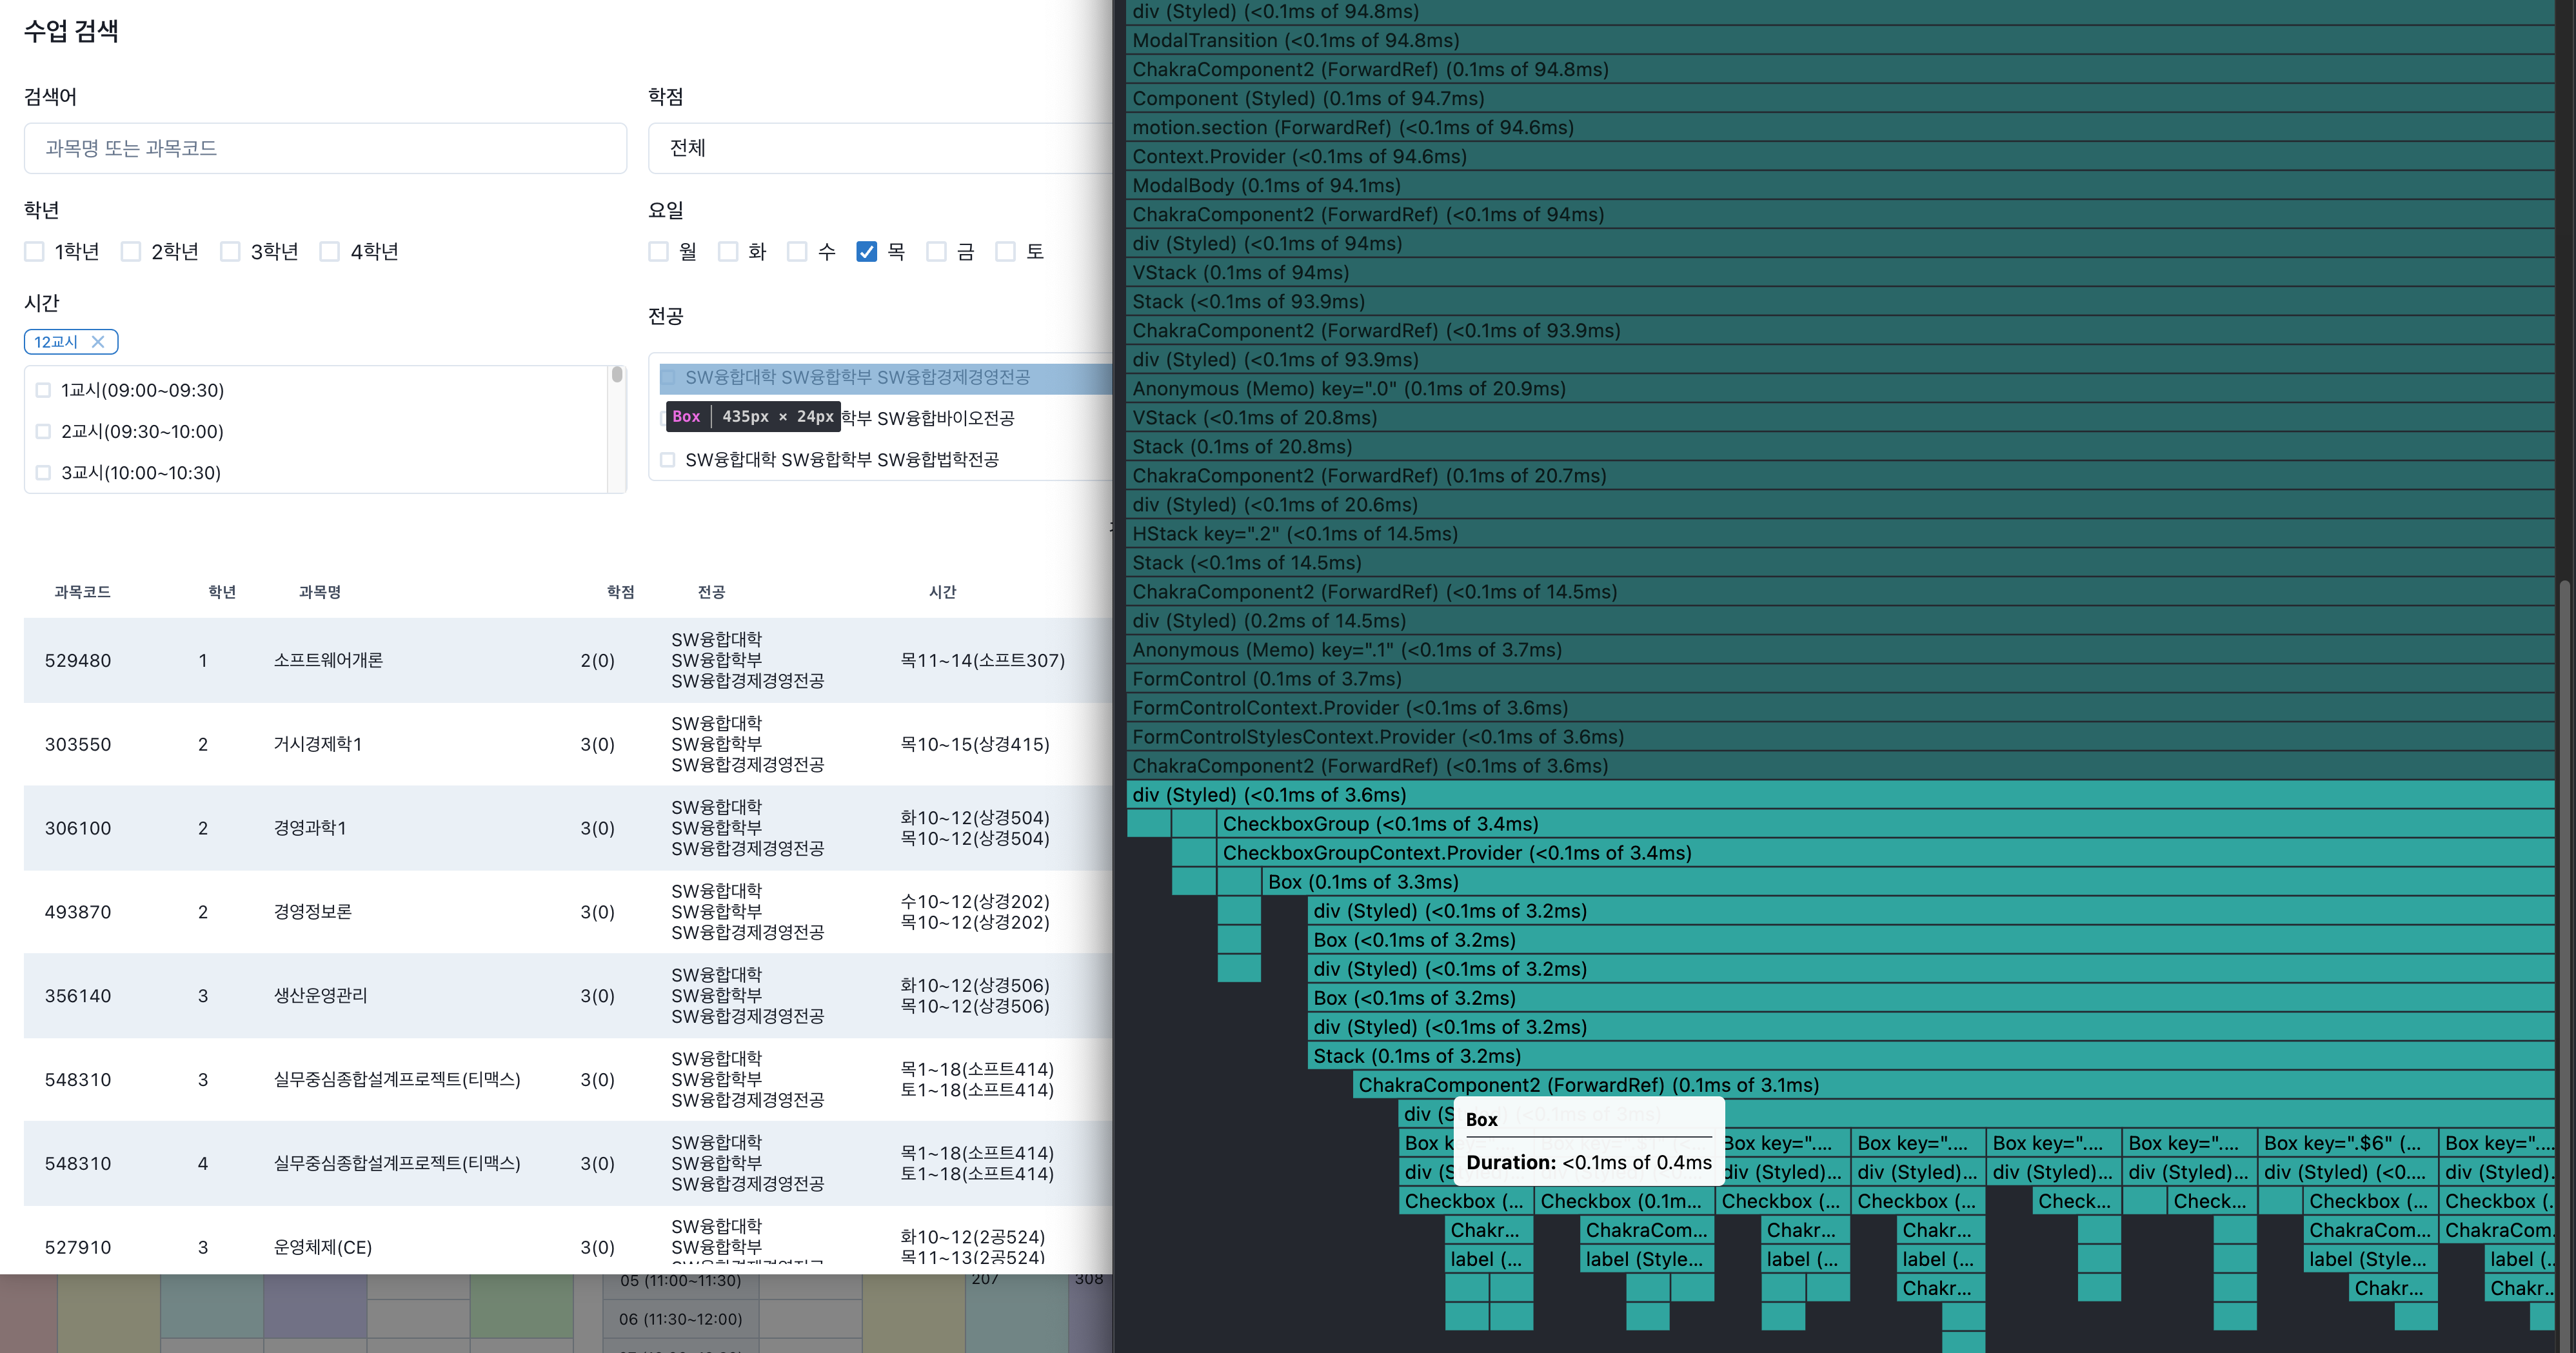 수업 검색
검색어
학점
과목명 또는 과목코드
전체
학년
요일
1학년 2학년 3학년 4학년
월 화 수 목 금 토
시간
전공
12교시
1교시(09:00~09:30)
2교시(09:30~10:00)
3교시(10:00~10:30)
SW융합대학 SW융합학부 SW융합경제경영전공
Box 435px × 24px
학부 SW융합바이오전공
SW융합대학 SW융합학부 SW융합법학전공
과목코드 학년 과목명 학점 전공 시간
529480 1 소프트웨어개론 2(0) SW융합대학 SW융합학부 SW융합경제경영전공 목11~14(소프트307)
303550 2 거시경제학1 3(0) SW융합대학 SW융합학부 SW융합경제경영전공 목10~15(상경415)
306100 2 경영과학1 3(0) SW융합대학 SW융합학부 SW융합경제경영전공 화10~12(상경504) 목10~12(상경504)
493870 2 경영정보론 3(0) SW융합대학 SW융합학부 SW융합경제경영전공 수10~12(상경202) 목10~12(상경202)
356140 3 생산운영관리 3(0) SW융합대학 SW융합학부 SW융합경제경영전공 화10~12(상경506) 목10~12(상경506)
548310 3 실무중심종합설계프로젝트(티맥스) 3(0) SW융합대학 SW융합학부 SW융합경제경영전공 목1~18(소프트414) 토1~18(소프트414)
548310 4 실무중심종합설계프로젝트(티맥스) 3(0) SW융합대학 SW융합학부 SW융합경제경영전공 목1~18(소프트414) 토1~18(소프트414)
527910 3 운영체제(CE) 3(0) SW융합대학 SW융합학부 화10~12(2공524) 목11~13(2공524)
05 (11:00~11:30) 207 308
06 (11:30~12:00)
div (Styled) (<0.1ms of 94.8ms)
ModalTransition (<0.1ms of 94.8ms)
ChakraComponent2 (ForwardRef) (0.1ms of 94.8ms)
Component (Styled) (0.1ms of 94.7ms)
motion.section (ForwardRef) (<0.1ms of 94.6ms)
Context.Provider (<0.1ms of 94.6ms)
ModalBody (0.1ms of 94.1ms)
ChakraComponent2 (ForwardRef) (<0.1ms of 94ms)
div (Styled) (<0.1ms of 94ms)
VStack (0.1ms of 94ms)
Stack (<0.1ms of 93.9ms)
ChakraComponent2 (ForwardRef) (<0.1ms of 93.9ms)
div (Styled) (<0.1ms of 93.9ms)
Anonymous (Memo) key=".0" (0.1ms of 20.9ms)
VStack (<0.1ms of 20.8ms)
Stack (0.1ms of 20.8ms)
ChakraComponent2 (ForwardRef) (0.1ms of 20.7ms)
div (Styled) (<0.1ms of 20.6ms)
HStack key=".2" (<0.1ms of 14.5ms)
Stack (<0.1ms of 14.5ms)
ChakraComponent2 (ForwardRef) (<0.1ms of 14.5ms)
div (Styled) (0.2ms of 14.5ms)
Anonymous (Memo) key=".1" (<0.1ms of 3.7ms)
FormControl (0.1ms of 3.7ms)
FormControlContext.Provider (<0.1ms of 3.6ms)
FormControlStylesContext.Provider (<0.1ms of 3.6ms)
ChakraComponent2 (ForwardRef) (<0.1ms of 3.6ms)
div (Styled) (<0.1ms of 3.6ms)
CheckboxGroup (<0.1ms of 3.4ms)
CheckboxGroupContext.Provider (<0.1ms of 3.4ms)
Box (0.1ms of 3.3ms)
div (Styled) (<0.1ms of 3.2ms)
Box (<0.1ms of 3.2ms)
div (Styled) (<0.1ms of 3.2ms)
Box (<0.1ms of 3.2ms)
div (Styled) (<0.1ms of 3.2ms)
Stack (0.1ms of 3.2ms)
ChakraComponent2 (ForwardRef) (0.1ms of 3.1ms)
div (Styled) (<0.1ms of 3ms)
Box
Duration: <0.1ms of 0.4ms
Box key=".... Box key=".... Box key=".... Box key=".... Box key=".$6" (... Box key="....
div (Styled)... div (Styled)... div (Styled)... div (Styled)... div (Styled) (<0.... div (Styled).
Checkbox (... Checkbox (0.1m... Checkbox (... Checkbox (... Check... Check... Checkbox (... Checkbox (.
Chakr... ChakraCom... Chakr... Chakr... ChakraCom... ChakraCom.
label (... label (Style... label (... label (... label (Style... label (..
Chakr... Chakr... Chakr..